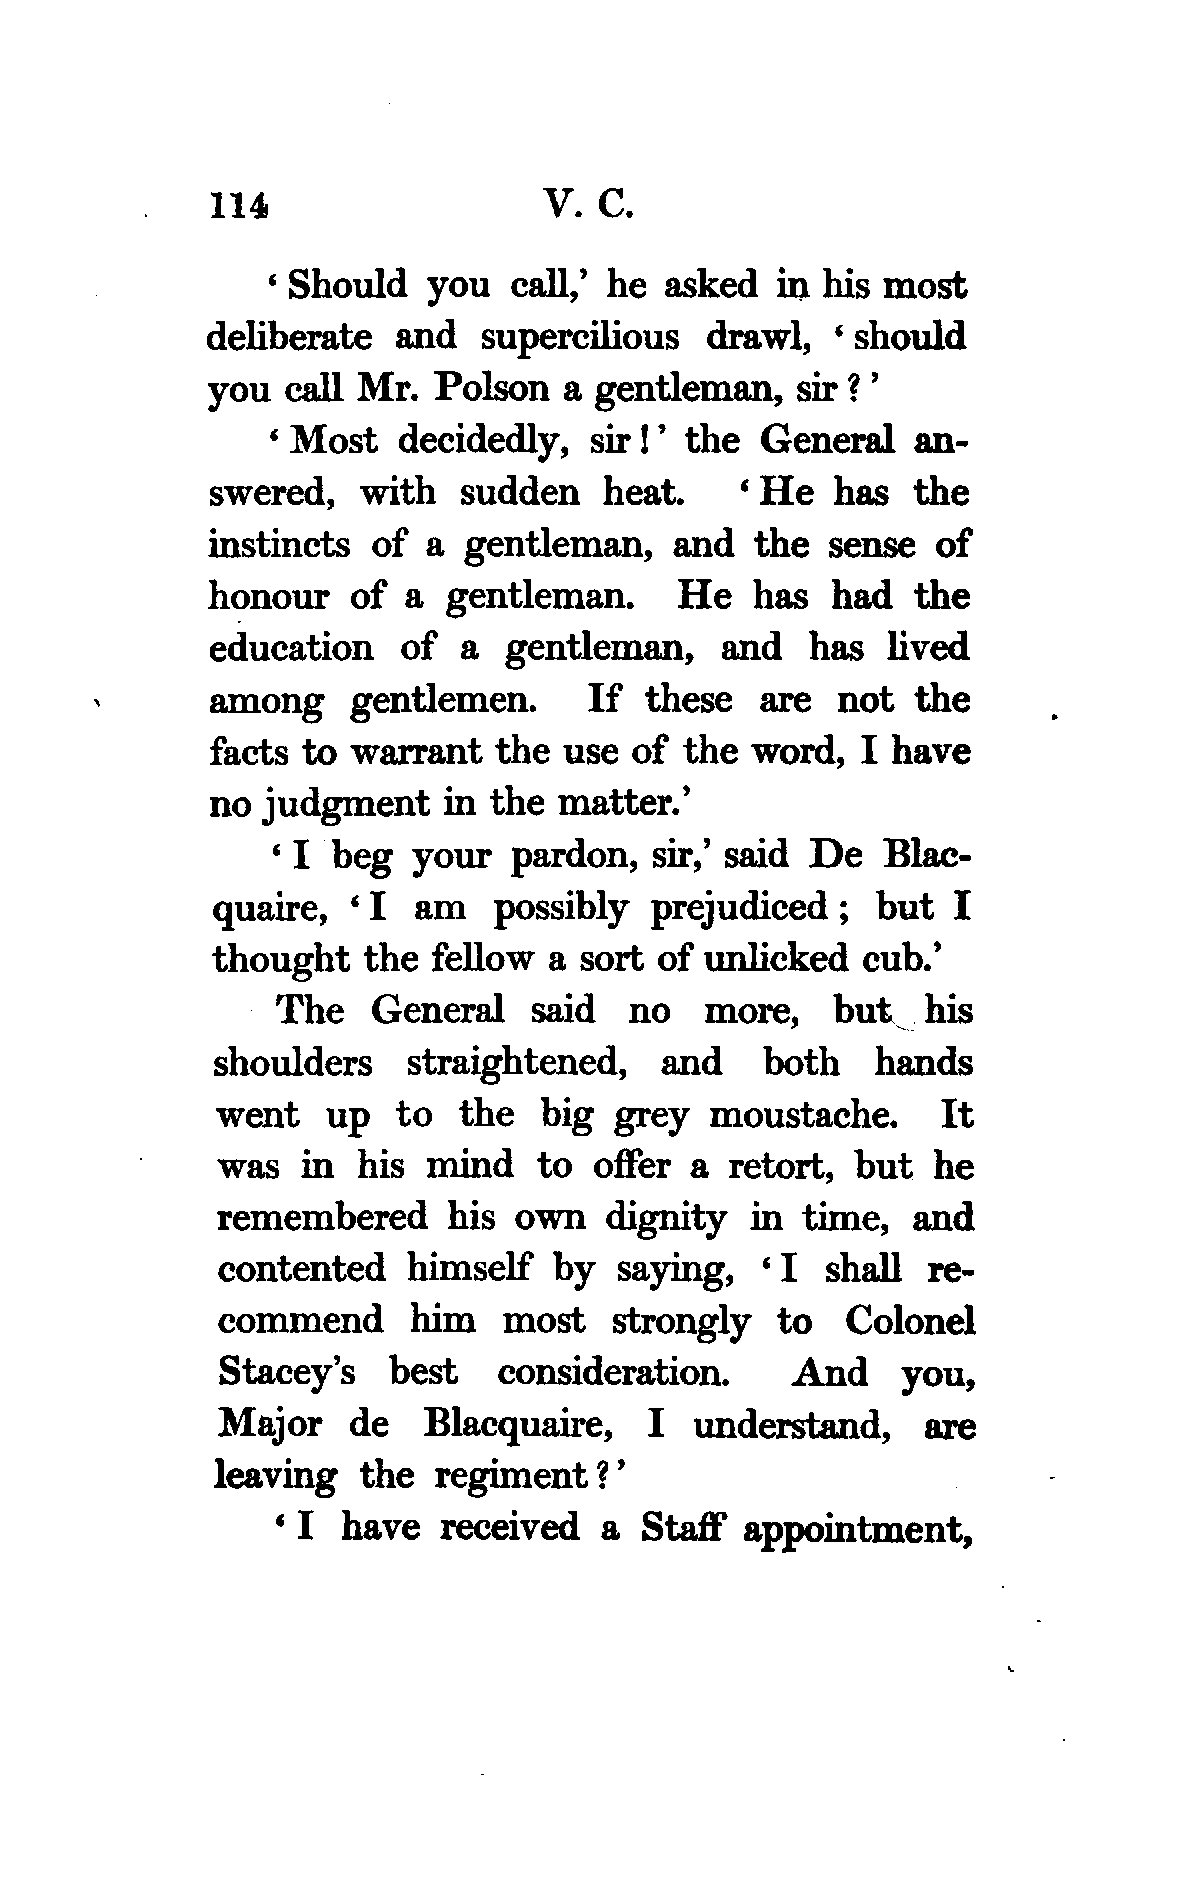 114 V. C.
‘ Should you call,’ he asked in his most
deliberate and supercilious drawl, ‘ should
you call Mr. Polson a gentleman, sir ? ’
‘ Most decidedly, sir ! ’ the General an-
swered, with sudden heat. ‘ He has the
instincts of a gentleman, and the sense of
honour of a gentleman. He has had the
education of a gentleman, and has lived
among gentlemen. If these are not the
facts to warrant the use of the word, I have
no judgment in the matter.’
‘ I beg your pardon, sir,’ said De Blac-
quaire, ‘ I am possibly prejudiced ; but I
thought the fellow a sort of unlicked cub.’
The General said no more, but his
shoulders straightened, and both hands
went up to the big grey moustache. It
was in his mind to offer a retort, but he
remembered his own dignity in time, and
contented himself by saying, ‘ I shall re-
commend him most strongly to Colonel
Stacey’s best consideration. And you,
Major de Blacquaire, I understand, are
leaving the regiment ? ’
‘ I have received a Staff appointment,